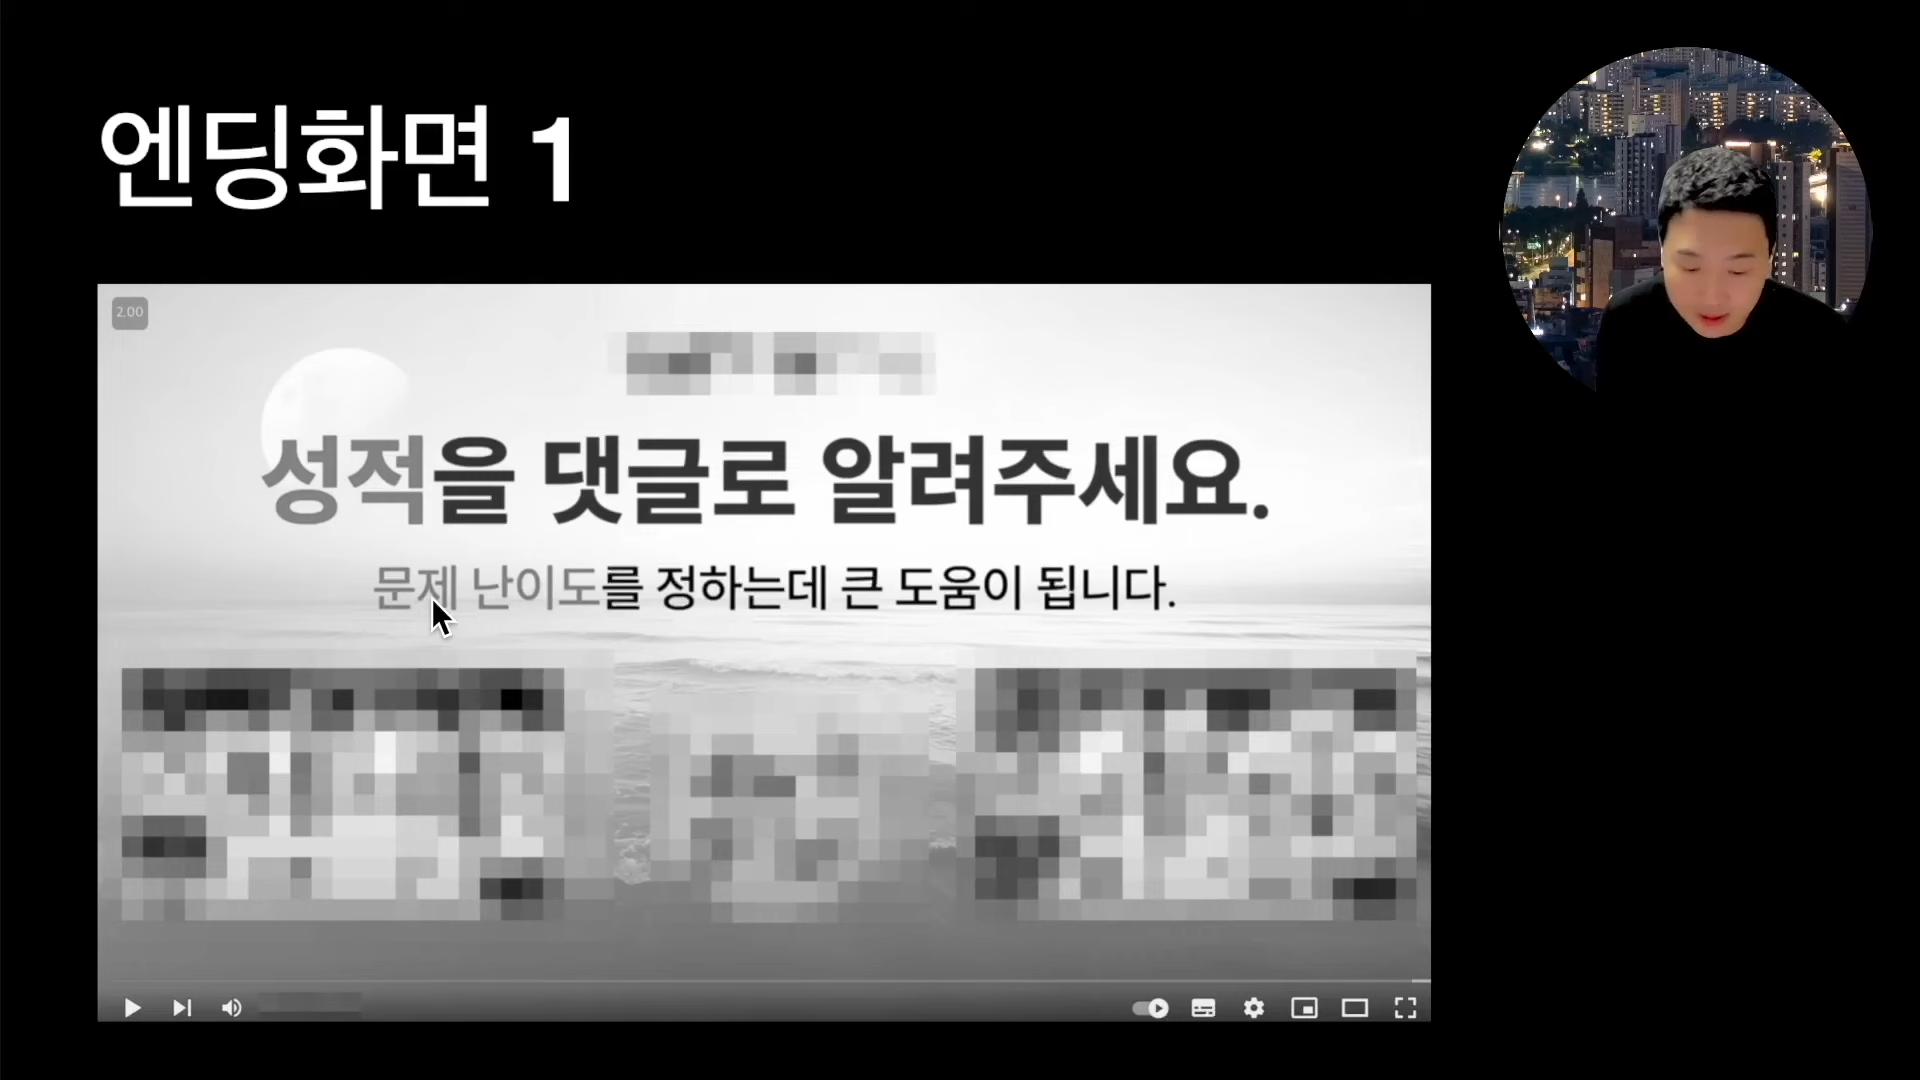 엔딩화면 1
2.00
성적을 댓글로 알려주세요.
문제 난이도를 정하는데 큰 도움이 됩니다.